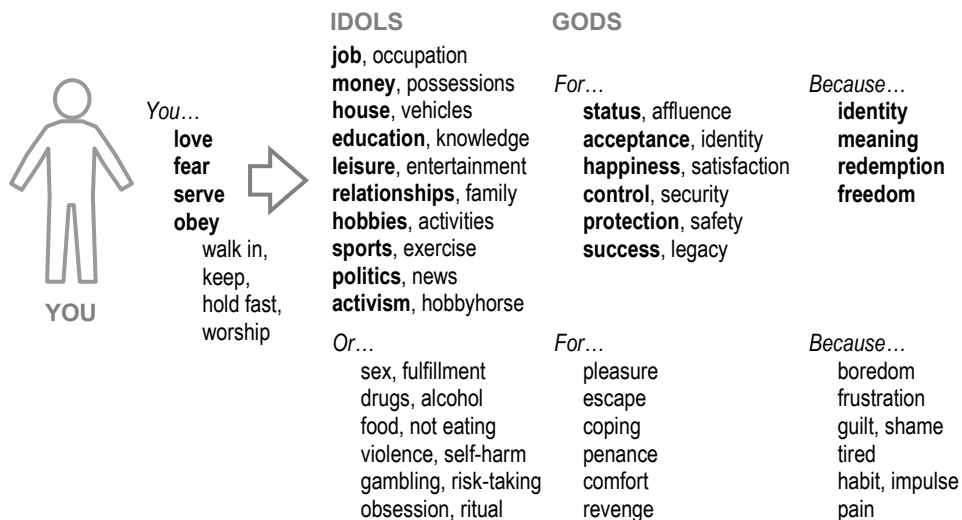 YOU
You…
love
fear
serve
obey
walk in,
keep,
hold fast,
worship
IDOLS
job, occupation
money, possessions
house, vehicles
education, knowledge
leisure, entertainment
relationships, family
hobbies, activities
sports, exercise
politics, news
activism, hobbyhorse
Or…
sex, fulfillment
drugs, alcohol
food, not eating
violence, self-harm
gambling, risk-taking
obsession, ritual
GODS
For…
status, affluence
acceptance, identity
happiness, satisfaction
control, security
protection, safety
success, legacy
For…
pleasure
escape
coping
penance
comfort
revenge
Because…
identity
meaning
redemption
freedom
Because…
boredom
frustration
guilt, shame
tired
habit, impulse
pain